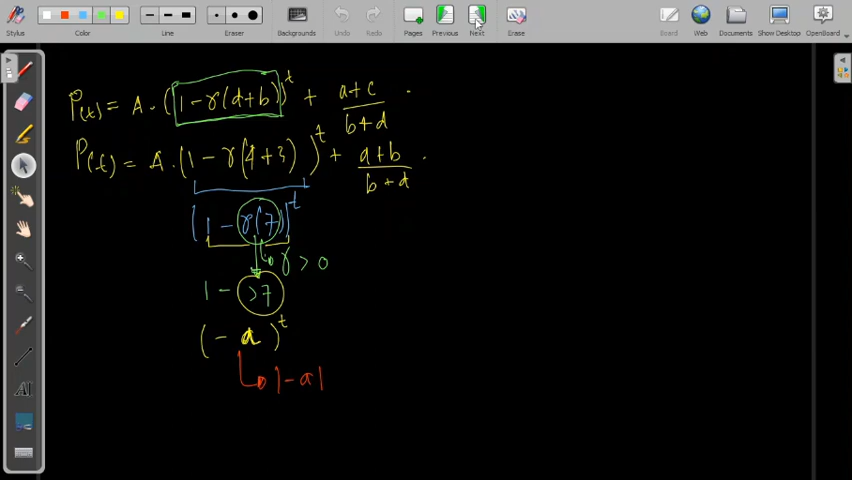 Stylus Color Line Eraser Backgrounds Undo Redo Pages Previous Next Erase Board Web Documents Show Desktop OpenBoard
P(t) = A · (1 - γ(d+b))^t + a+c / b+d .
P(t) = A · (1 - γ(4+3))^t + a+b / b+d .
(1 - γ(7))^t
γ > 0
1 - >7
(- a)^t
|-a|